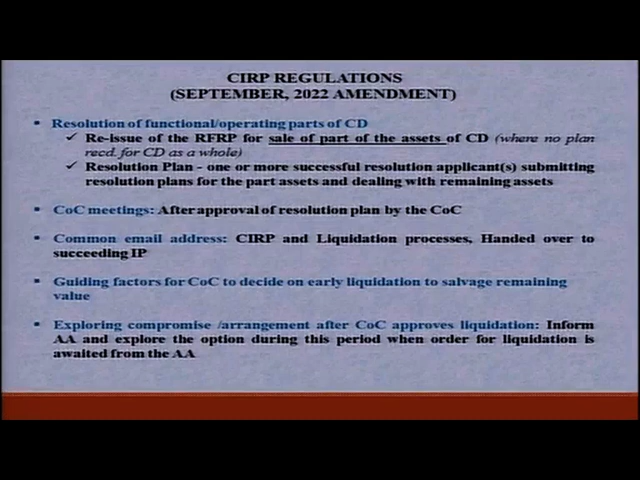 CIRP REGULATIONS
(SEPTEMBER, 2022 AMENDMENT)
▪ Resolution of functional/operating parts of CD
✓ Re-issue of the RFRP for sale of part of the assets of CD (where no plan
recd. for CD as a whole)
✓ Resolution Plan - one or more successful resolution applicant(s) submitting
resolution plans for the part assets and dealing with remaining assets
▪ CoC meetings: After approval of resolution plan by the CoC
▪ Common email address: CIRP and Liquidation processes, Handed over to
succeeding IP
▪ Guiding factors for CoC to decide on early liquidation to salvage remaining
value
▪ Exploring compromise /arrangement after CoC approves liquidation: Inform
AA and explore the option during this period when order for liquidation is
awaited from the AA